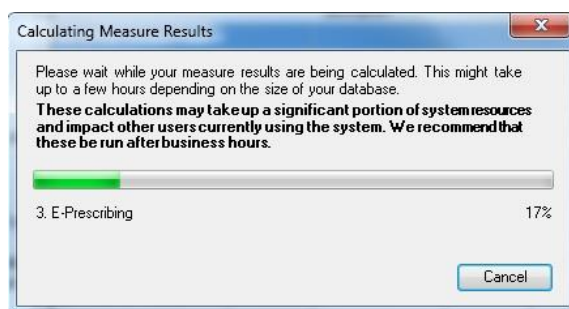 Calculating Measure Results
Please wait while your measure results are being calculated. This might take
up to a few hours depending on the size of your database.
These calculations may take up a significant portion of system resources
and impact other users currently using the system. We recommend that
these be run after business hours.
3. E-Prescribing 17%
Cancel